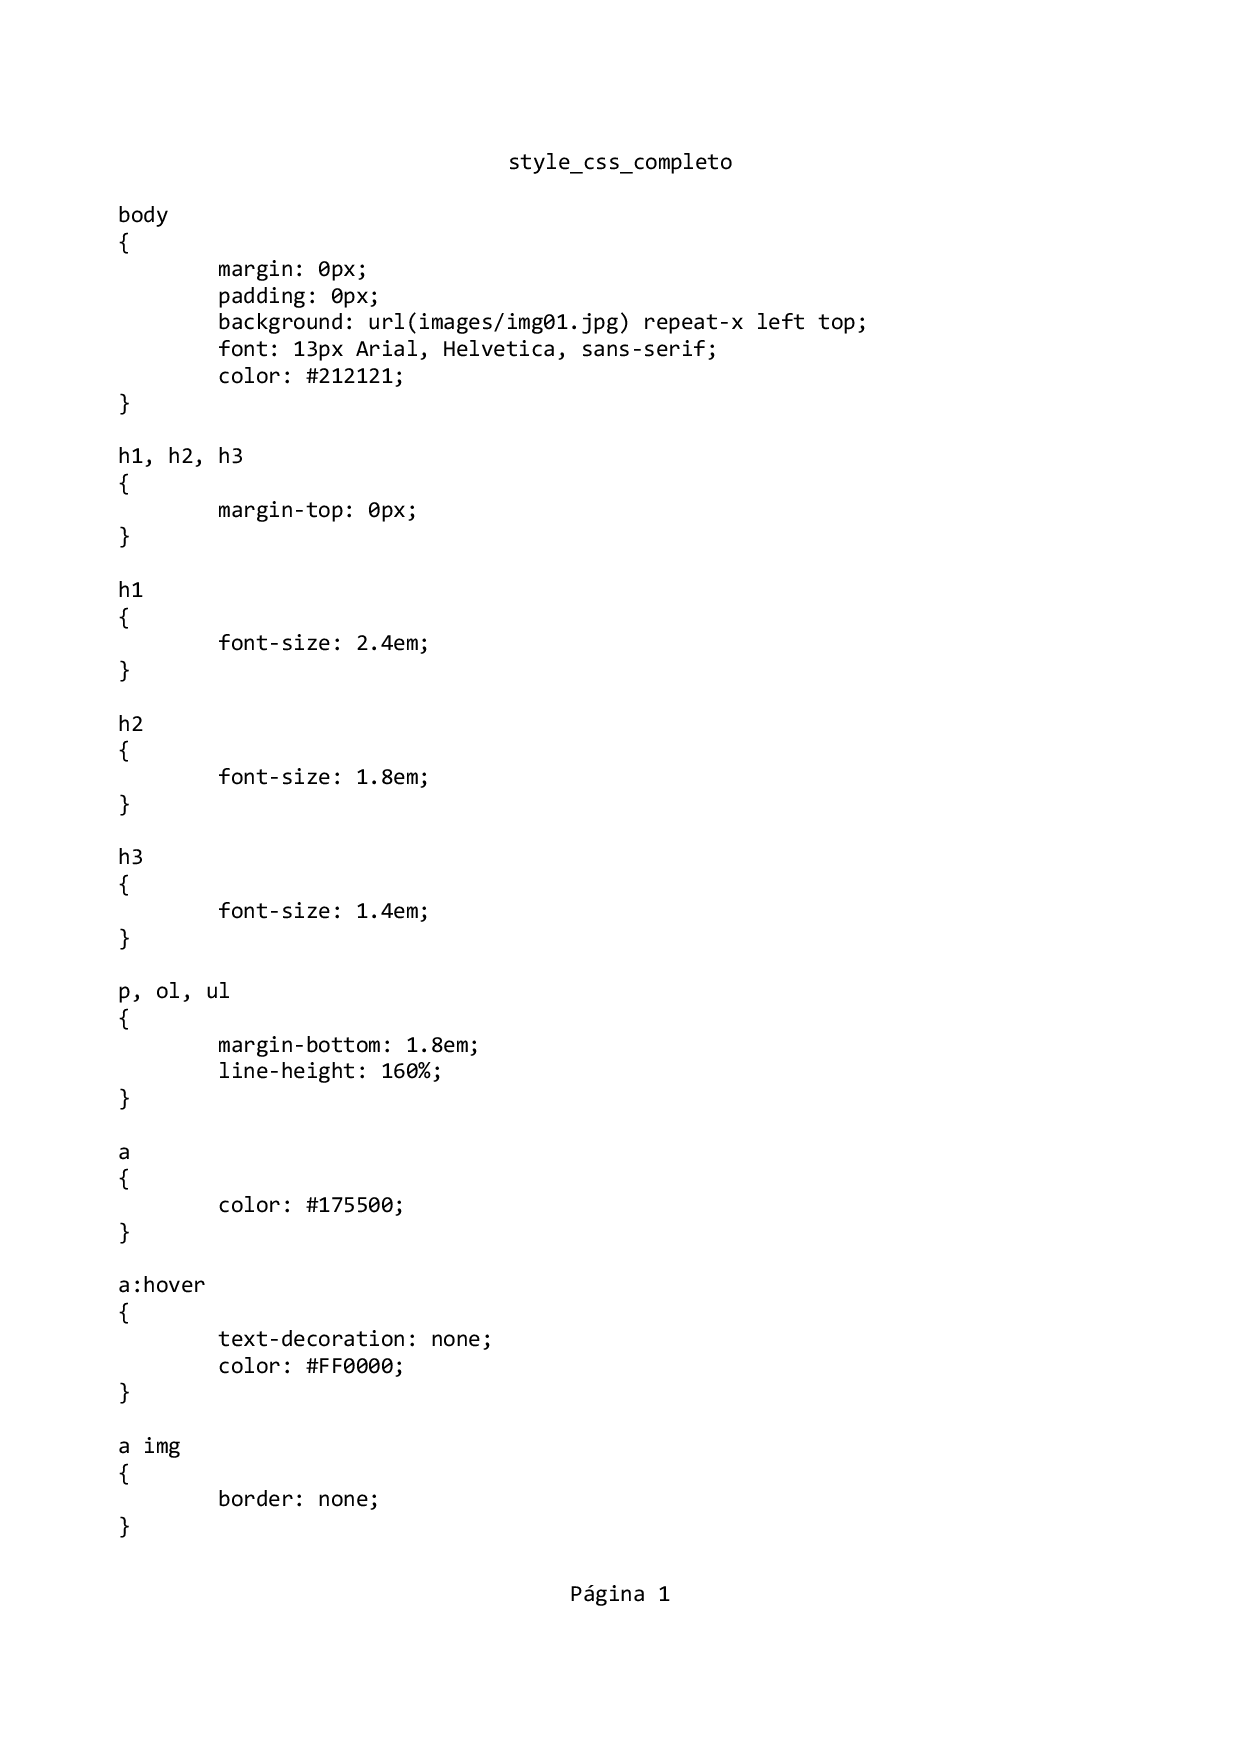 style_css_completo
body
{
margin: 0px;
padding: 0px;
background: url(images/img01.jpg) repeat-x left top;
font: 13px Arial, Helvetica, sans-serif;
color: #212121;
}
h1, h2, h3
{
margin-top: 0px;
}
h1
{
font-size: 2.4em;
}
h2
{
font-size: 1.8em;
}
h3
{
font-size: 1.4em;
}
p, ol, ul
{
margin-bottom: 1.8em;
line-height: 160%;
}
a
{
color: #175500;
}
a:hover
{
text-decoration: none;
color: #FF0000;
}
a img
{
border: none;
}
Página 1